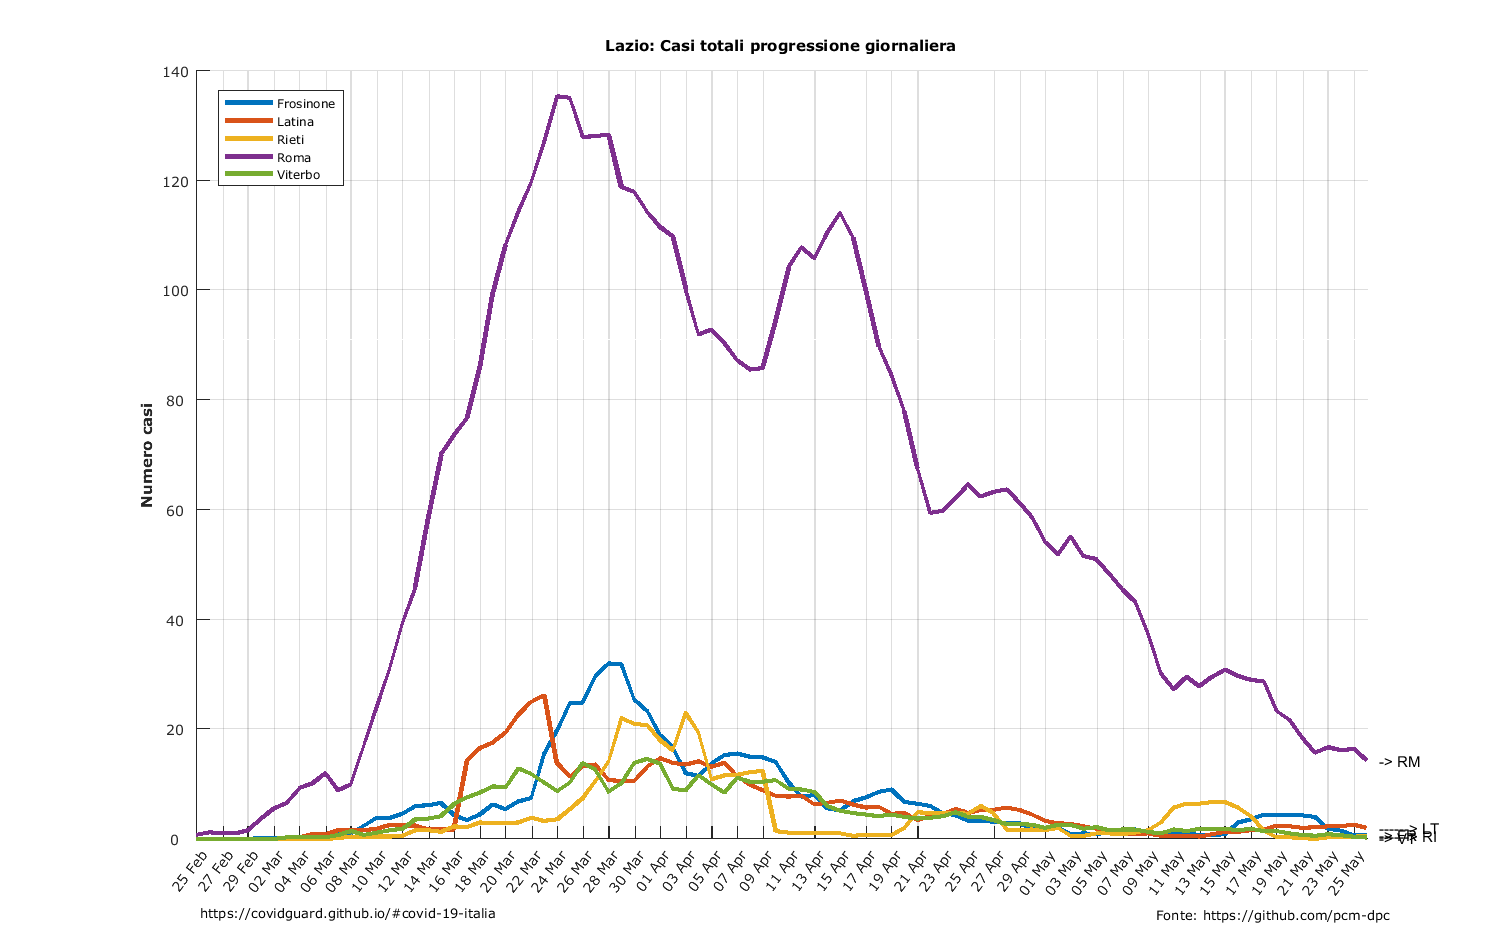 Lazio: Casi totali progressione giornaliera
140
120
100
80
60
40
20
0
Numero casi
Frosinone
Latina
Rieti
Roma
Viterbo
-> RM
LT
RI
VT
25 Feb
27 Feb
29 Feb
02 Mar
04 Mar
06 Mar
08 Mar
10 Mar
12 Mar
14 Mar
16 Mar
18 Mar
20 Mar
22 Mar
24 Mar
26 Mar
28 Mar
30 Mar
01 Apr
03 Apr
05 Apr
07 Apr
09 Apr
11 Apr
13 Apr
15 Apr
17 Apr
19 Apr
21 Apr
23 Apr
25 Apr
27 Apr
29 Apr
01 May
03 May
05 May
07 May
09 May
11 May
13 May
15 May
17 May
19 May
21 May
23 May
25 May
https://covidguard.github.io/#covid-19-italia
Fonte: https://github.com/pcm-dpc